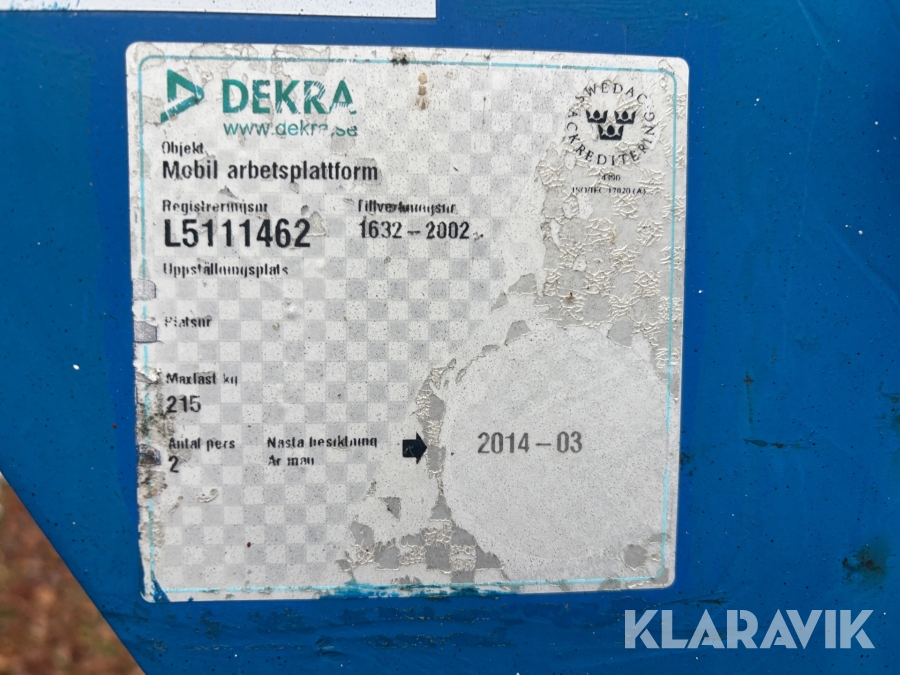 DEKRA
www.dekra.se
SWEDAC
ACKREDITERING
ISO/IEC 17020 (A)
Objekt
Mobil arbetsplattform
Registreringsnr Tillverkningsnr
L5111462 1632-2002
Uppställningsplats
Platsnr
Maxlast kg
215
Antal pers Nästa besiktning
2 År mån
2014-03
KLARAVIK